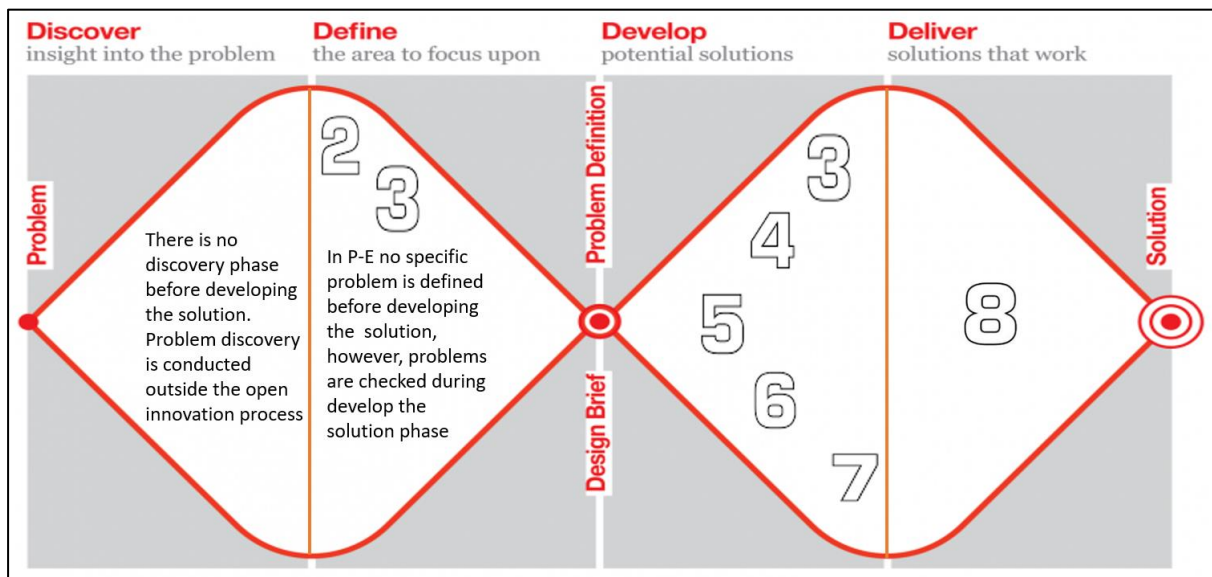 Discover
insight into the problem
Define
the area to focus upon
Develop
potential solutions
Deliver
solutions that work
Problem
There is no
discovery phase
before developing
the solution.
Problem discovery
is conducted
outside the open
innovation process
2
3
In P-E no specific
problem is defined
before developing
the solution,
however, problems
are checked during
develop the
solution phase
Problem Definition
Design Brief
3
4
5
6
7
8
Solution